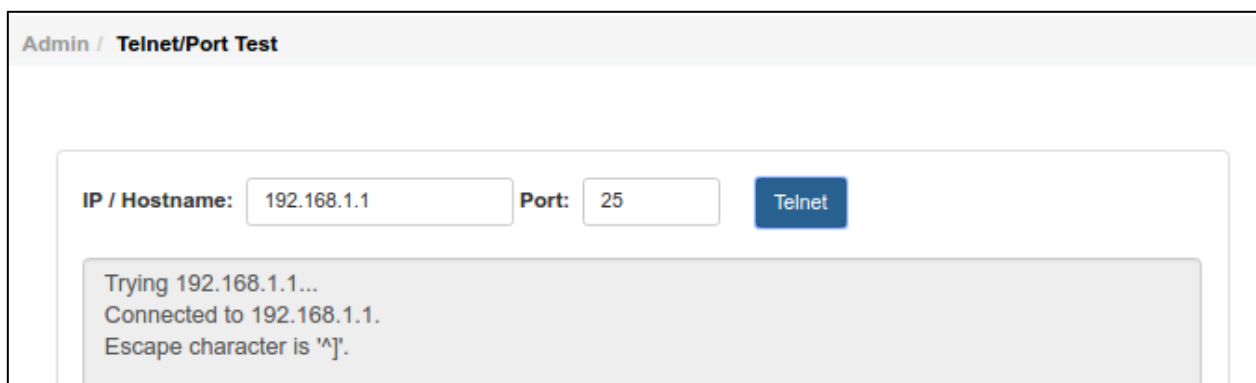 Admin / Telnet/Port Test
IP / Hostname: 192.168.1.1 Port: 25 Telnet
Trying 192.168.1.1...
Connected to 192.168.1.1.
Escape character is '^]'.